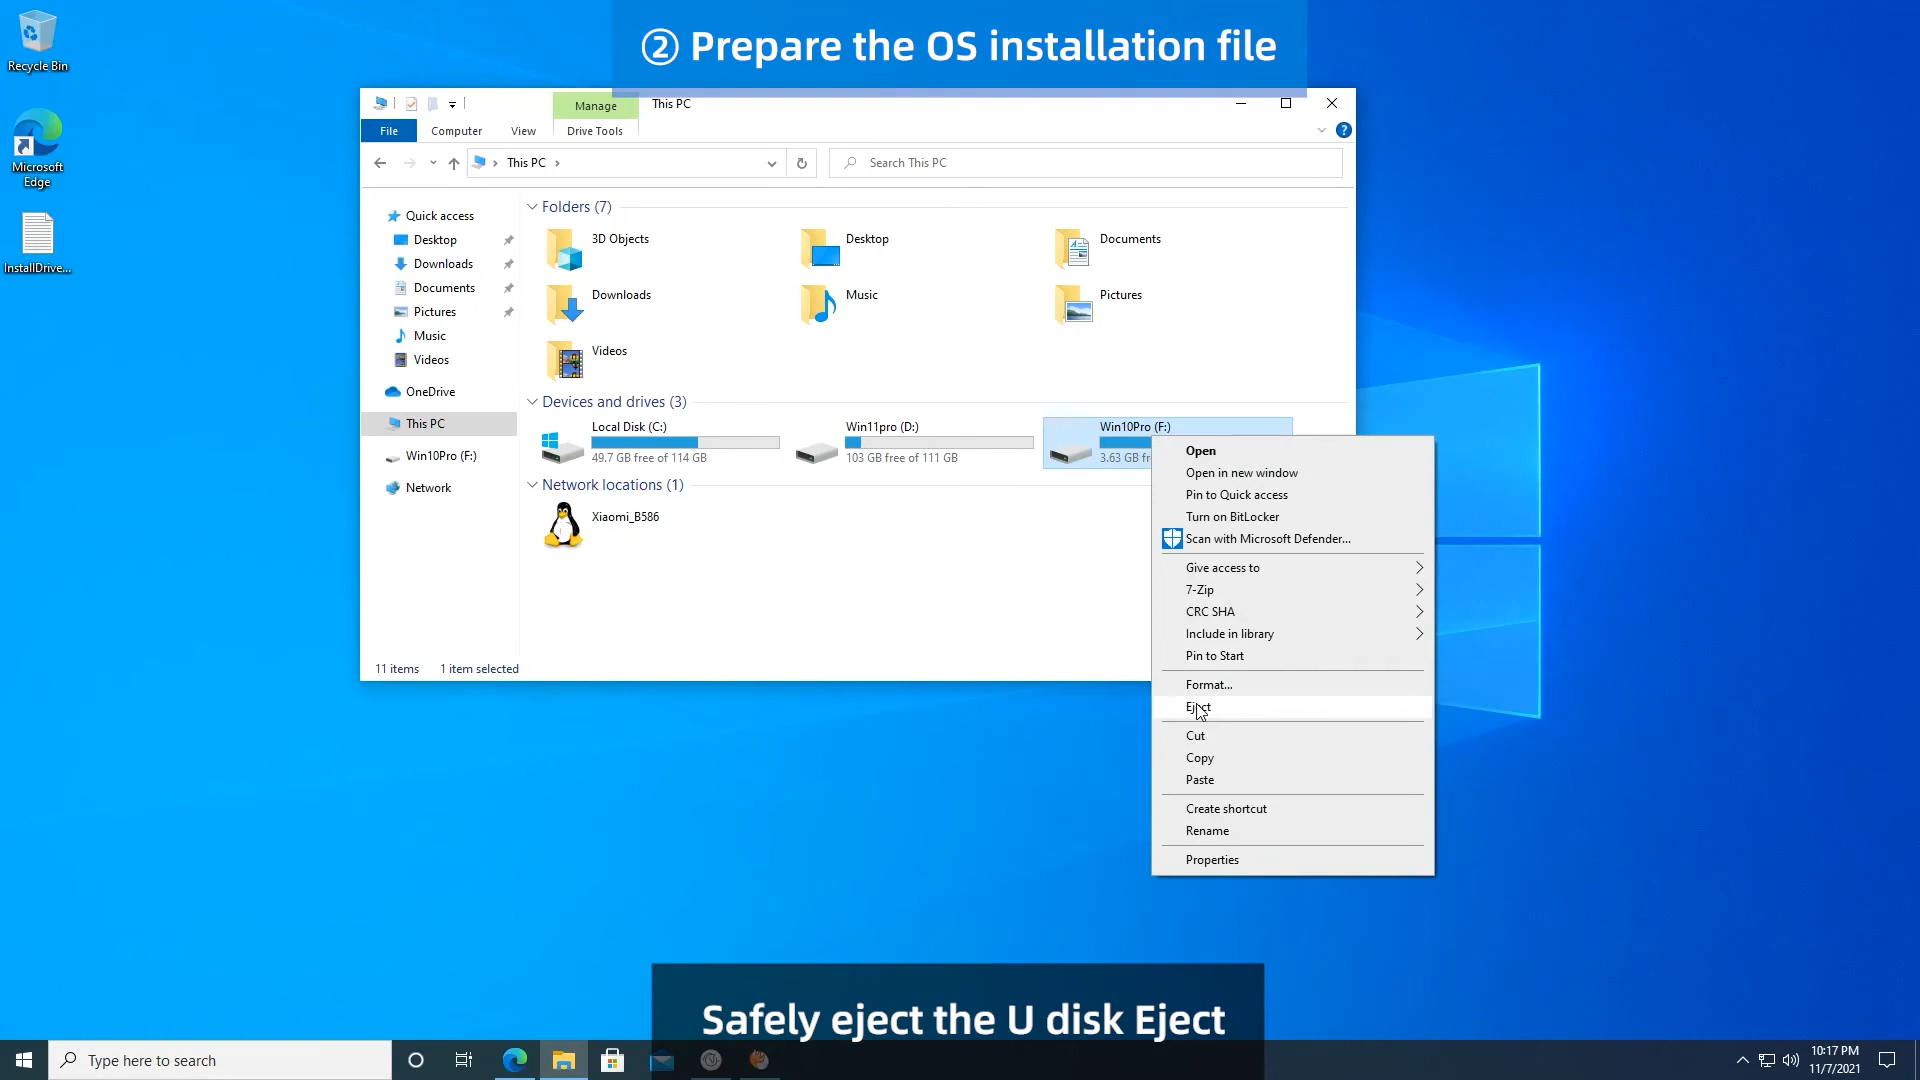 ② Prepare the OS installation file
Recycle Bin
Microsoft
Edge
InstallDrive...
Manage
This PC
File
Computer
View
Drive Tools
This PC
Search This PC
Quick access
Desktop
Downloads
Documents
Pictures
Music
Videos
OneDrive
This PC
Win10Pro (F:)
Network
Folders (7)
3D Objects
Desktop
Documents
Downloads
Music
Pictures
Videos
Devices and drives (3)
Local Disk (C:)
49.7 GB free of 114 GB
Win11pro (D:)
103 GB free of 111 GB
Win10Pro (F:)
3.63 GB fr
Network locations (1)
Xiaomi_B586
11 items
1 item selected
Open
Open in new window
Pin to Quick access
Turn on BitLocker
Scan with Microsoft Defender...
Give access to
7-Zip
CRC SHA
Include in library
Pin to Start
Format...
Eject
Cut
Copy
Paste
Create shortcut
Rename
Properties
Safely eject the U disk Eject
Type here to search
10:17 PM
11/7/2021